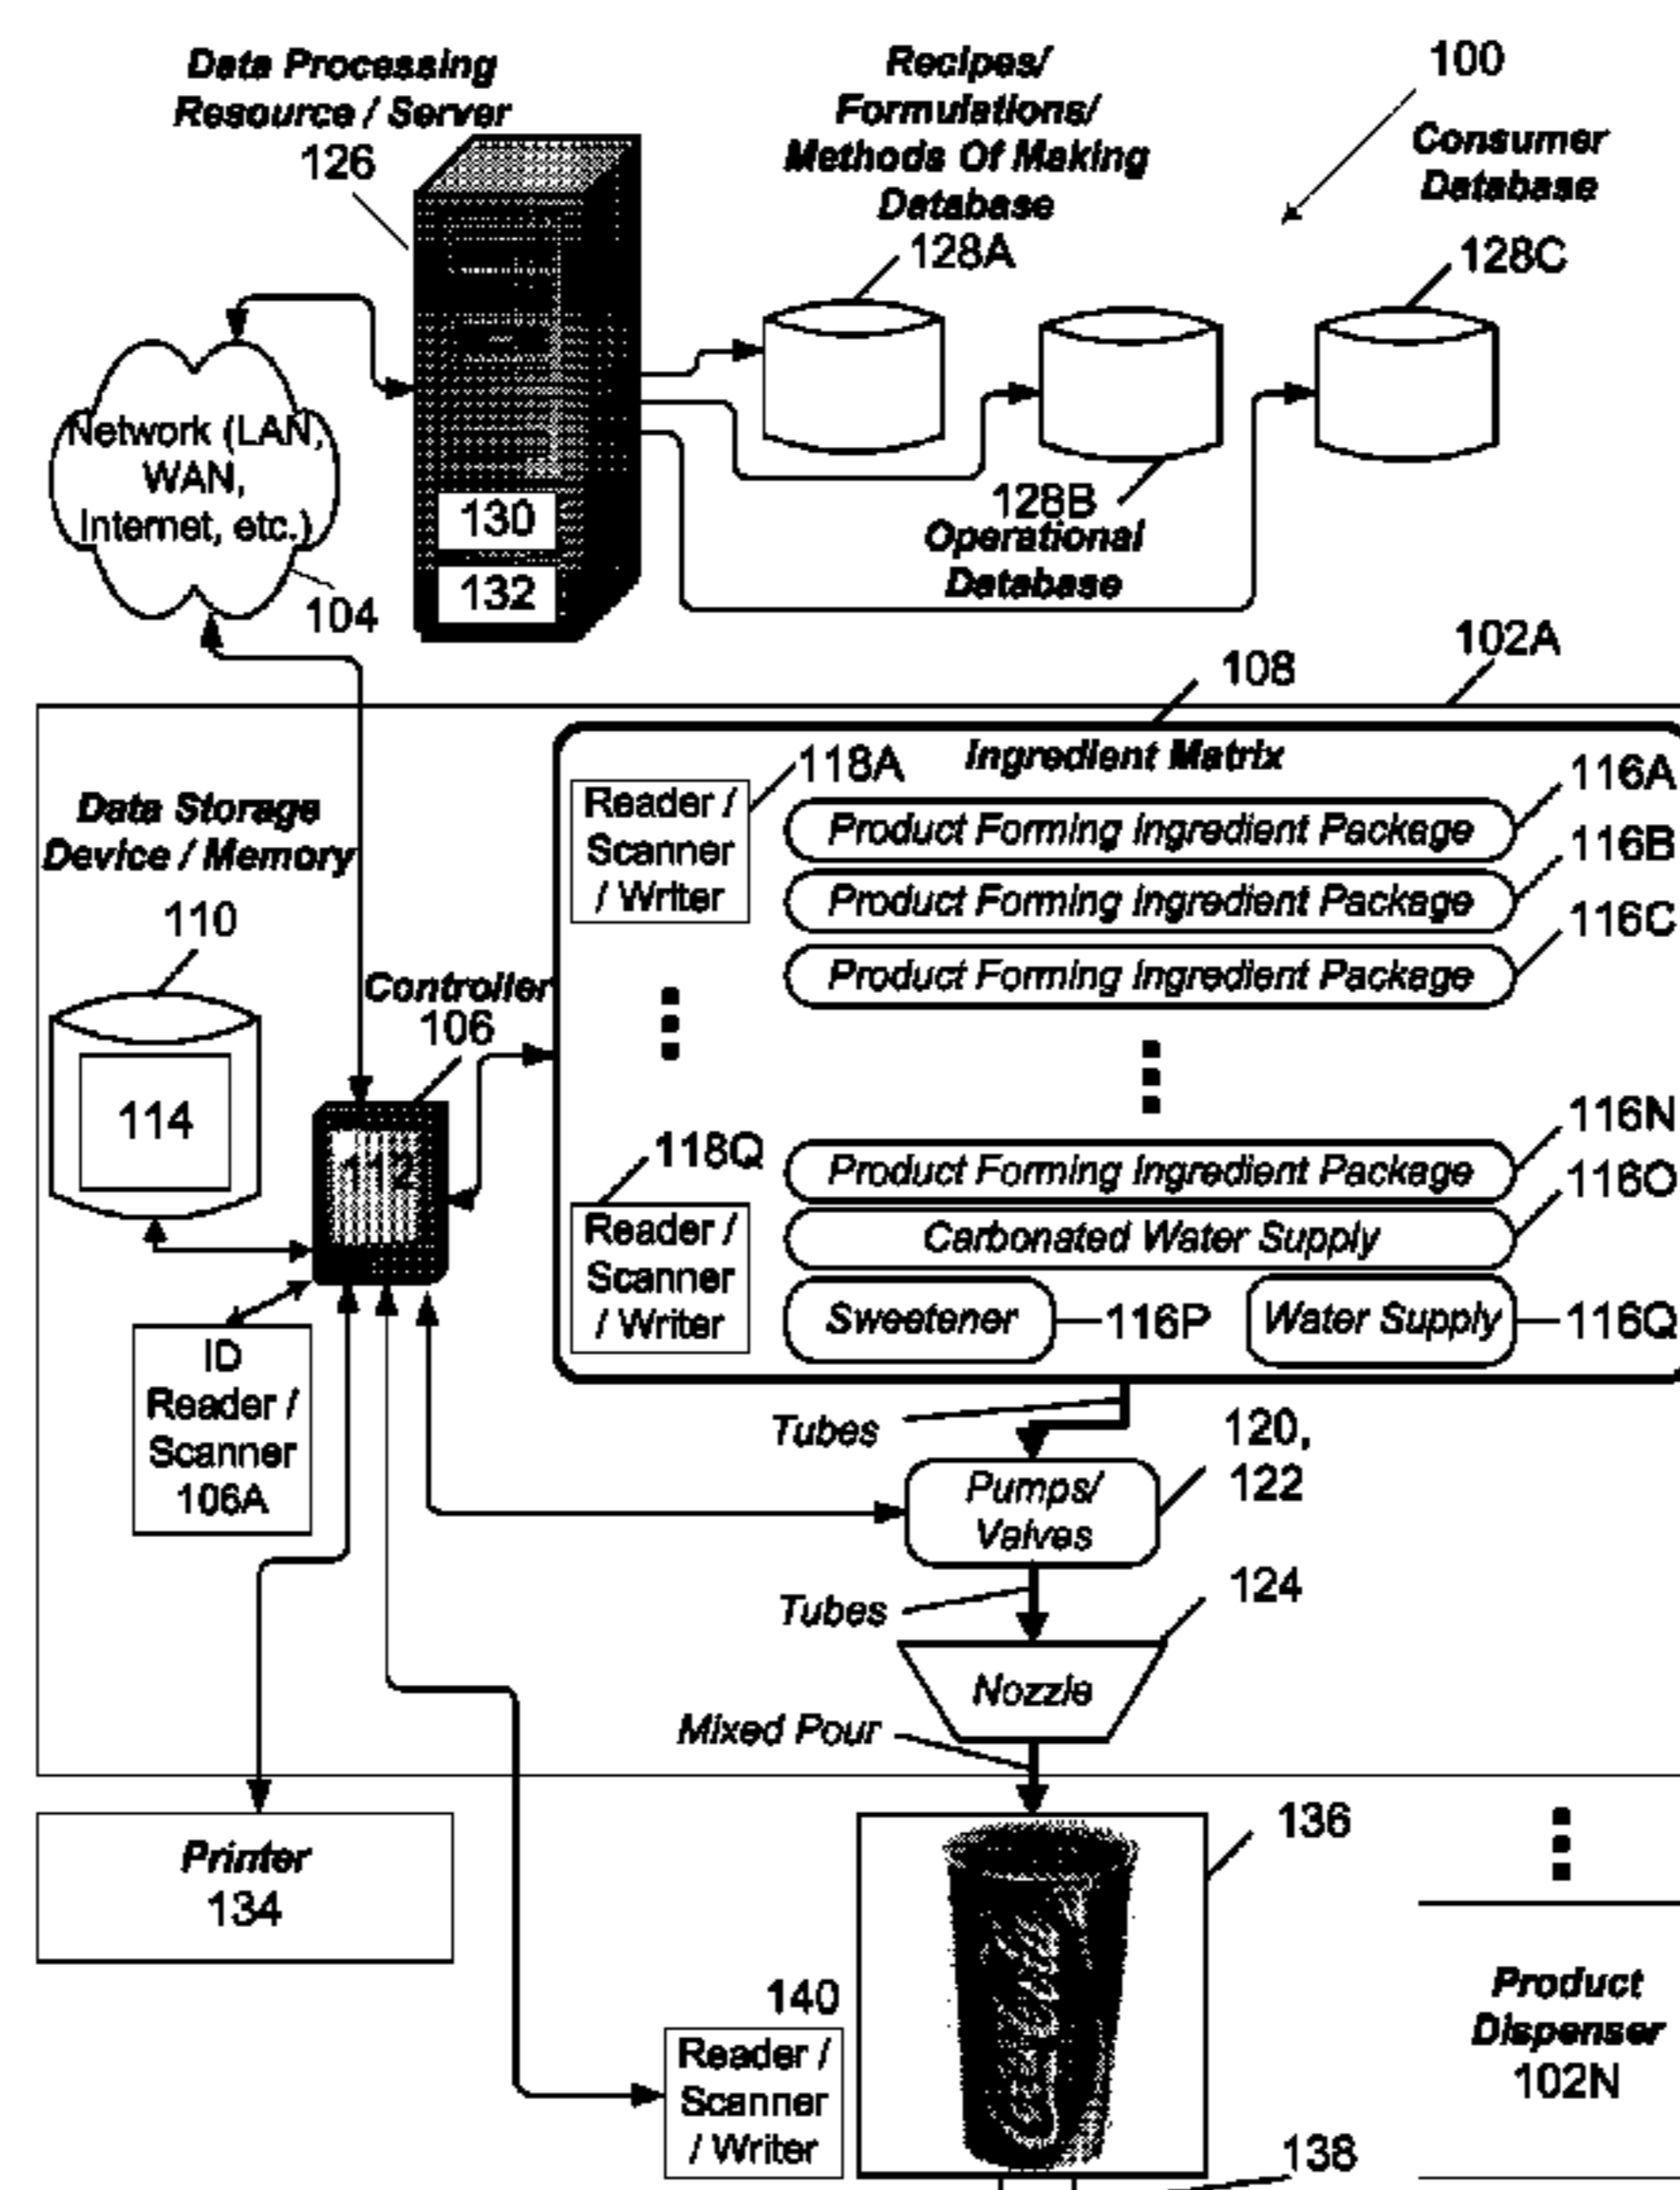 Data Processing
Resource / Server
126
Recipes/
Formulations/
Methods Of Making
Database
128A
100
Consumer
Database
128C
Network (LAN,
WAN,
Internet, etc.)
104
130
132
128B
Operational
Database
102A
108
Ingredient Matrix
118A
Reader /
Scanner
/ Writer
Product Forming Ingredient Package
116A
Product Forming Ingredient Package
116B
Product Forming Ingredient Package
116C
Data Storage
Device / Memory
110
114
Controller
106
112
118Q
Reader /
Scanner
/ Writer
Product Forming Ingredient Package
116N
Carbonated Water Supply
116O
Sweetener
116P
Water Supply
116Q
ID
Reader /
Scanner
106A
Tubes
Pumps/
Valves
120,
122
Tubes
Nozzle
124
Mixed Pour
Printer
134
136
Coca-Cola
140
Reader /
Scanner
/ Writer
Product
Dispenser
102N
138